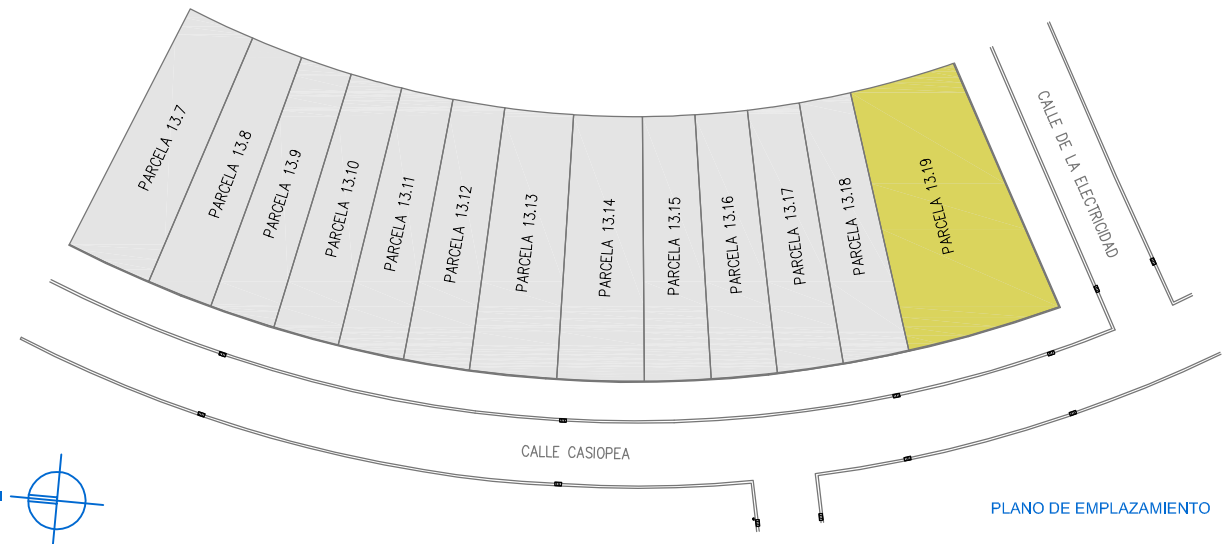 PARCELA 13.7
PARCELA 13.8
PARCELA 13.9
PARCELA 13.10
PARCELA 13.11
PARCELA 13.12
PARCELA 13.13
PARCELA 13.14
PARCELA 13.15
PARCELA 13.16
PARCELA 13.17
PARCELA 13.18
PARCELA 13.19
CALLE DE LA ELECTRICIDAD
CALLE CASIOPEA
PLANO DE EMPLAZAMIENTO